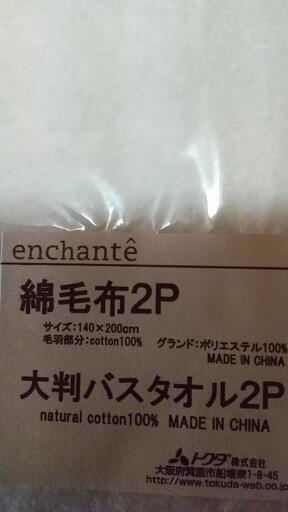 enchantê
綿毛布2P
サイズ:140×200cm
毛羽部分:cotton100% グランド:ポリエステル100%
MADE IN CHINA
大判バスタオル2P
natural cotton100% MADE IN CHINA
トクダ株式会社
大阪府箕面市船場東1-8-45
http://www.tokuda-web.co.jp